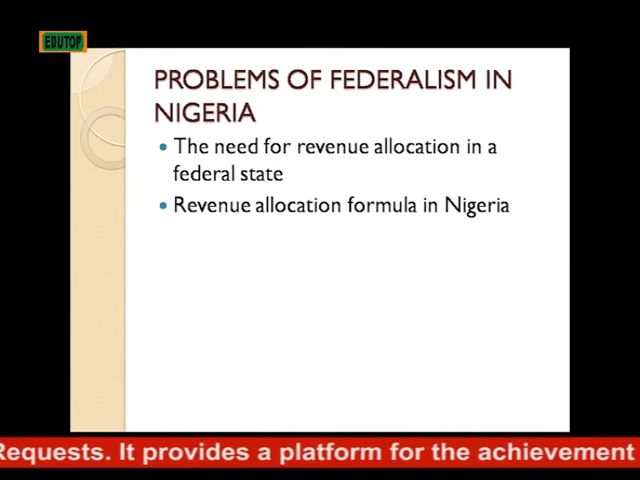 EDUTOP
PROBLEMS OF FEDERALISM IN
NIGERIA
The need for revenue allocation in a
federal state
Revenue allocation formula in Nigeria
Requests. It provides a platform for the achievement